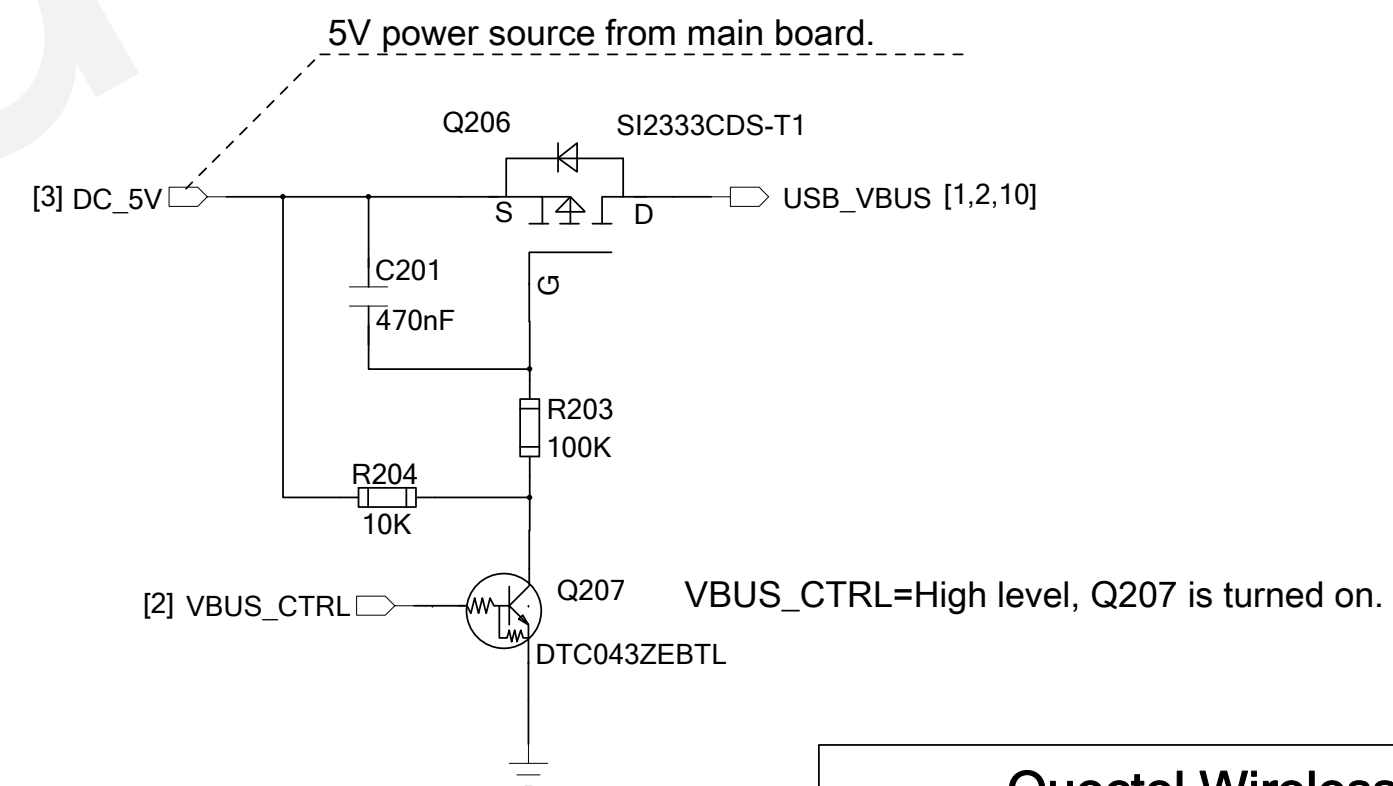 5V power source from main board.
Q206 SI2333CDS-T1
[3] DC_5V S D USB_VBUS [1,2,10]
C201 G
470nF
R203
100K
R204
10K
[2] VBUS_CTRL Q207 VBUS_CTRL=High level, Q207 is turned on.
DTC043ZEBTL